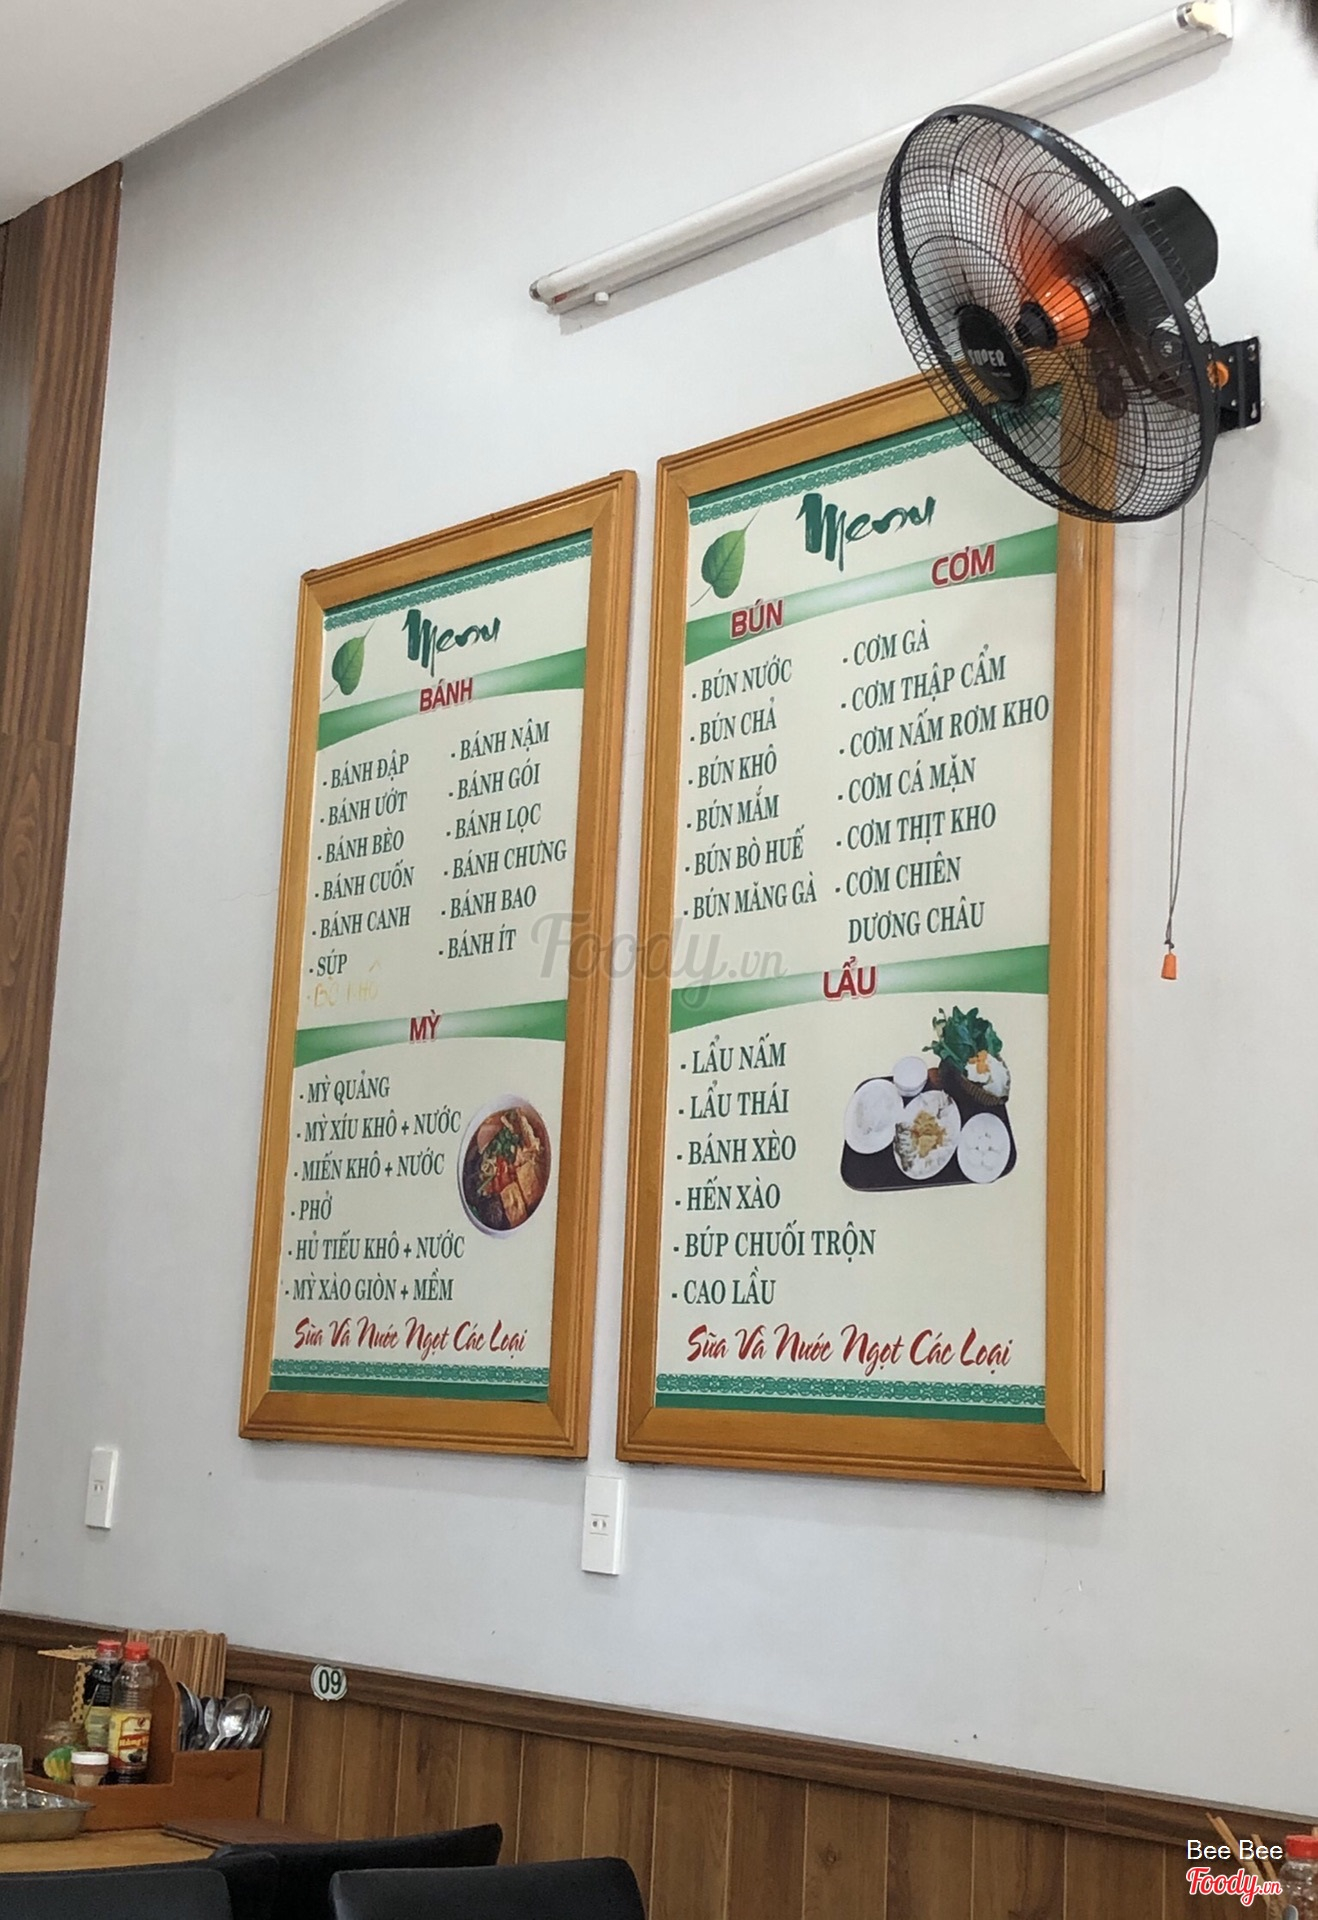 SUPER
Menu
BÁNH
· BÁNH ĐẬP
· BÁNH ƯỚT
· BÁNH BÈO
· BÁNH CUỐN
· BÁNH CANH
· SÚP
· BÒ KHÔ
· BÁNH NẬM
· BÁNH GÓI
· BÁNH LỌC
· BÁNH CHƯNG
· BÁNH BAO
· BÁNH ÍT
MỲ
· MỲ QUẢNG
· MỲ XÍU KHÔ + NƯỚC
· MIẾN KHÔ + NƯỚC
· PHỞ
· HỦ TIẾU KHÔ + NƯỚC
· MỲ XÀO GIÒN + MỀM
Sữa Và Nước Ngọt Các Loại
Menu
BÚN
· BÚN NƯỚC
· BÚN CHẢ
· BÚN KHÔ
· BÚN MẮM
· BÚN BÒ HUẾ
· BÚN MĂNG GÀ
CƠM
· CƠM GÀ
· CƠM THẬP CẨM
· CƠM NẤM RƠM KHO
· CƠM CÁ MẶN
· CƠM THỊT KHO
· CƠM CHIÊN
DƯƠNG CHÂU
LẨU
· LẨU NẤM
· LẨU THÁI
· BÁNH XÈO
· HẾN XÀO
· BÚP CHUỐI TRỘN
· CAO LẦU
Sữa Và Nước Ngọt Các Loại
Foody.vn
09
Bee Bee
Foody.vn